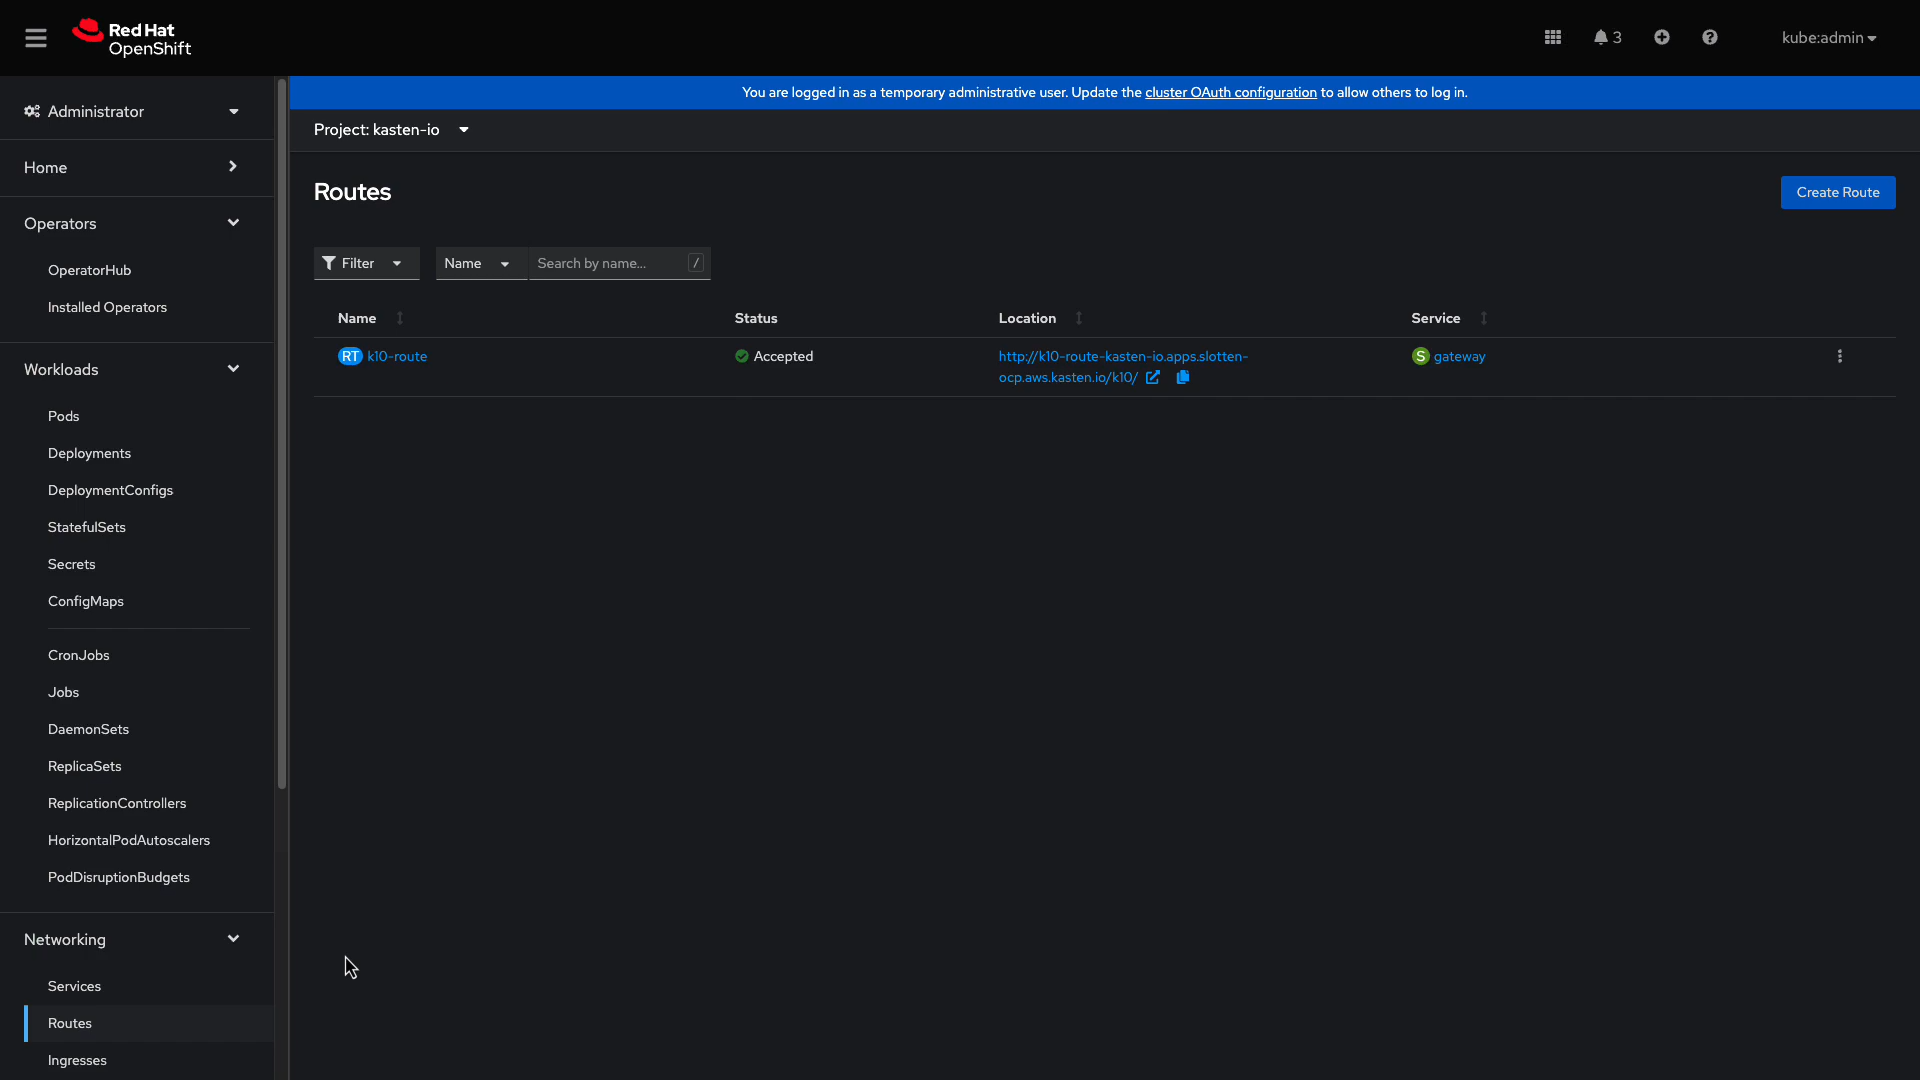 Red Hat
OpenShift
3
kube:admin
Administrator
You are logged in as a temporary administrative user. Update the cluster OAuth configuration to allow others to log in.
Project: kasten-io
Home
Routes
Create Route
Operators
OperatorHub
Installed Operators
Filter
Name
Search by name...
/
Name
Status
Location
Service
RT k10-route
Accepted
http://k10-route-kasten-io.apps.slotten-
ocp.aws.kasten.io/k10/
S gateway
Workloads
Pods
Deployments
DeploymentConfigs
StatefulSets
Secrets
ConfigMaps
CronJobs
Jobs
DaemonSets
ReplicaSets
ReplicationControllers
HorizontalPodAutoscalers
PodDisruptionBudgets
Networking
Services
Routes
Ingresses